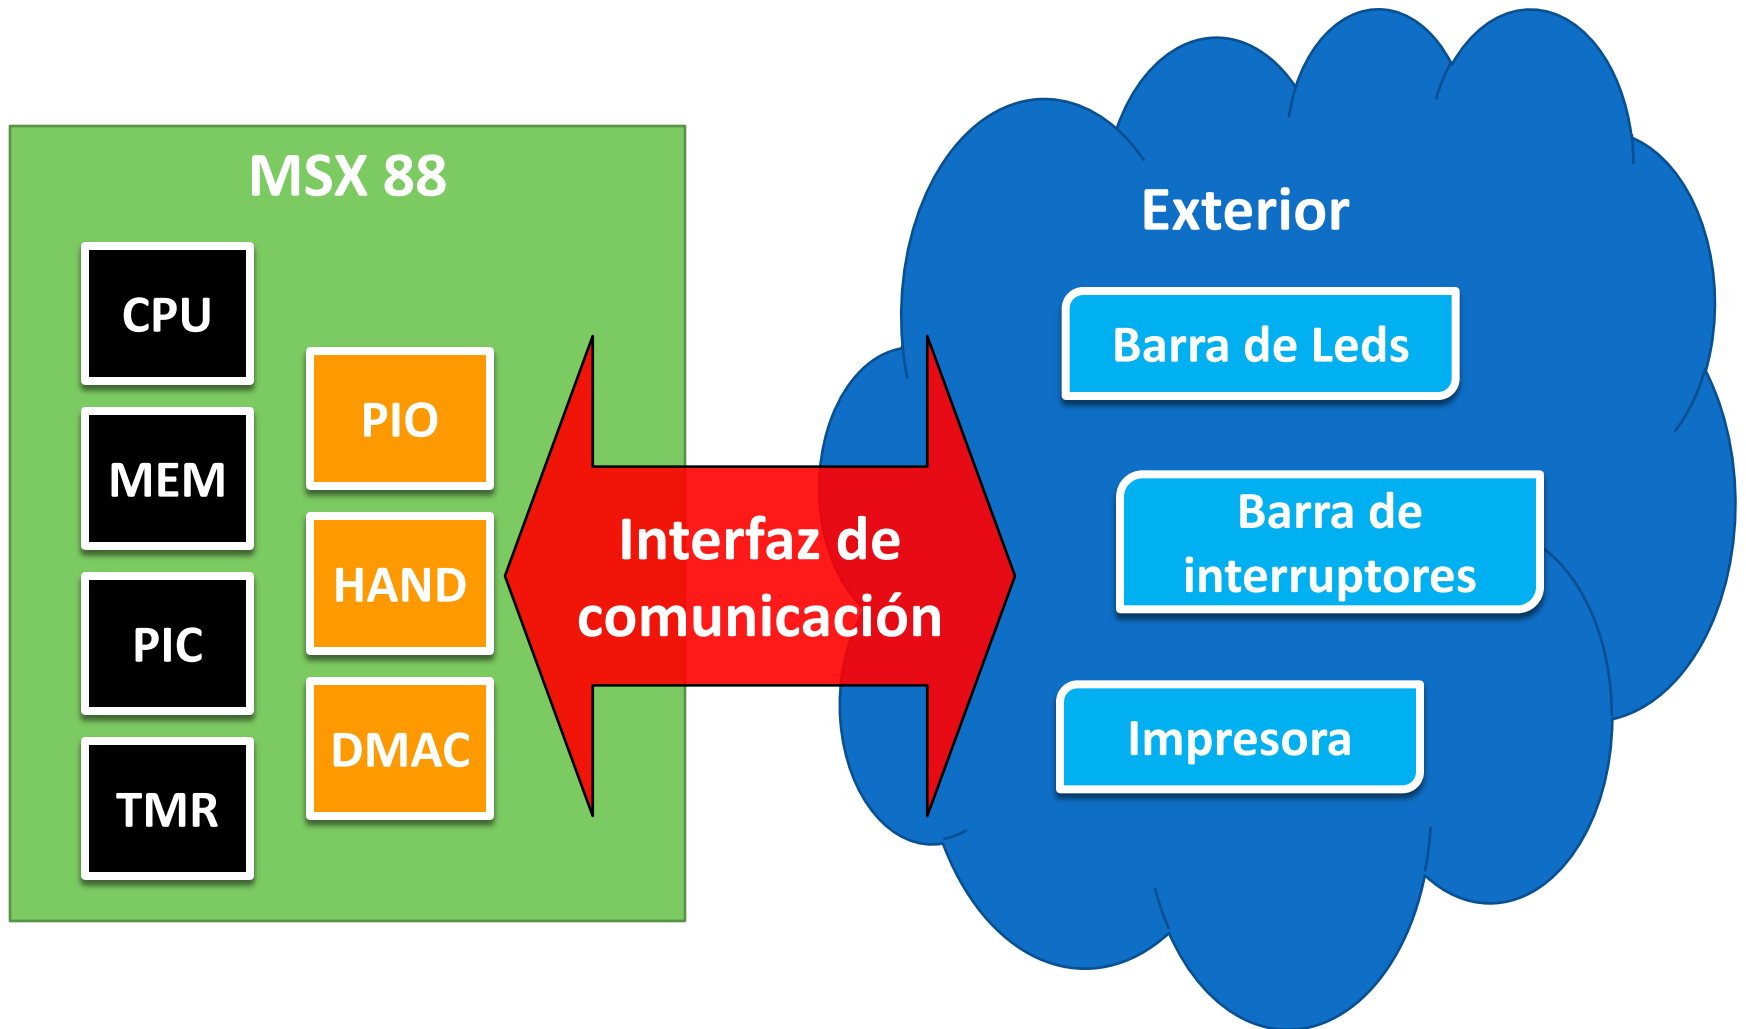 MSX 88
CPU
MEM
PIC
TMR
PIO
HAND
DMAC
Interfaz de
comunicación
Exterior
Barra de Leds
Barra de
interruptores
Impresora